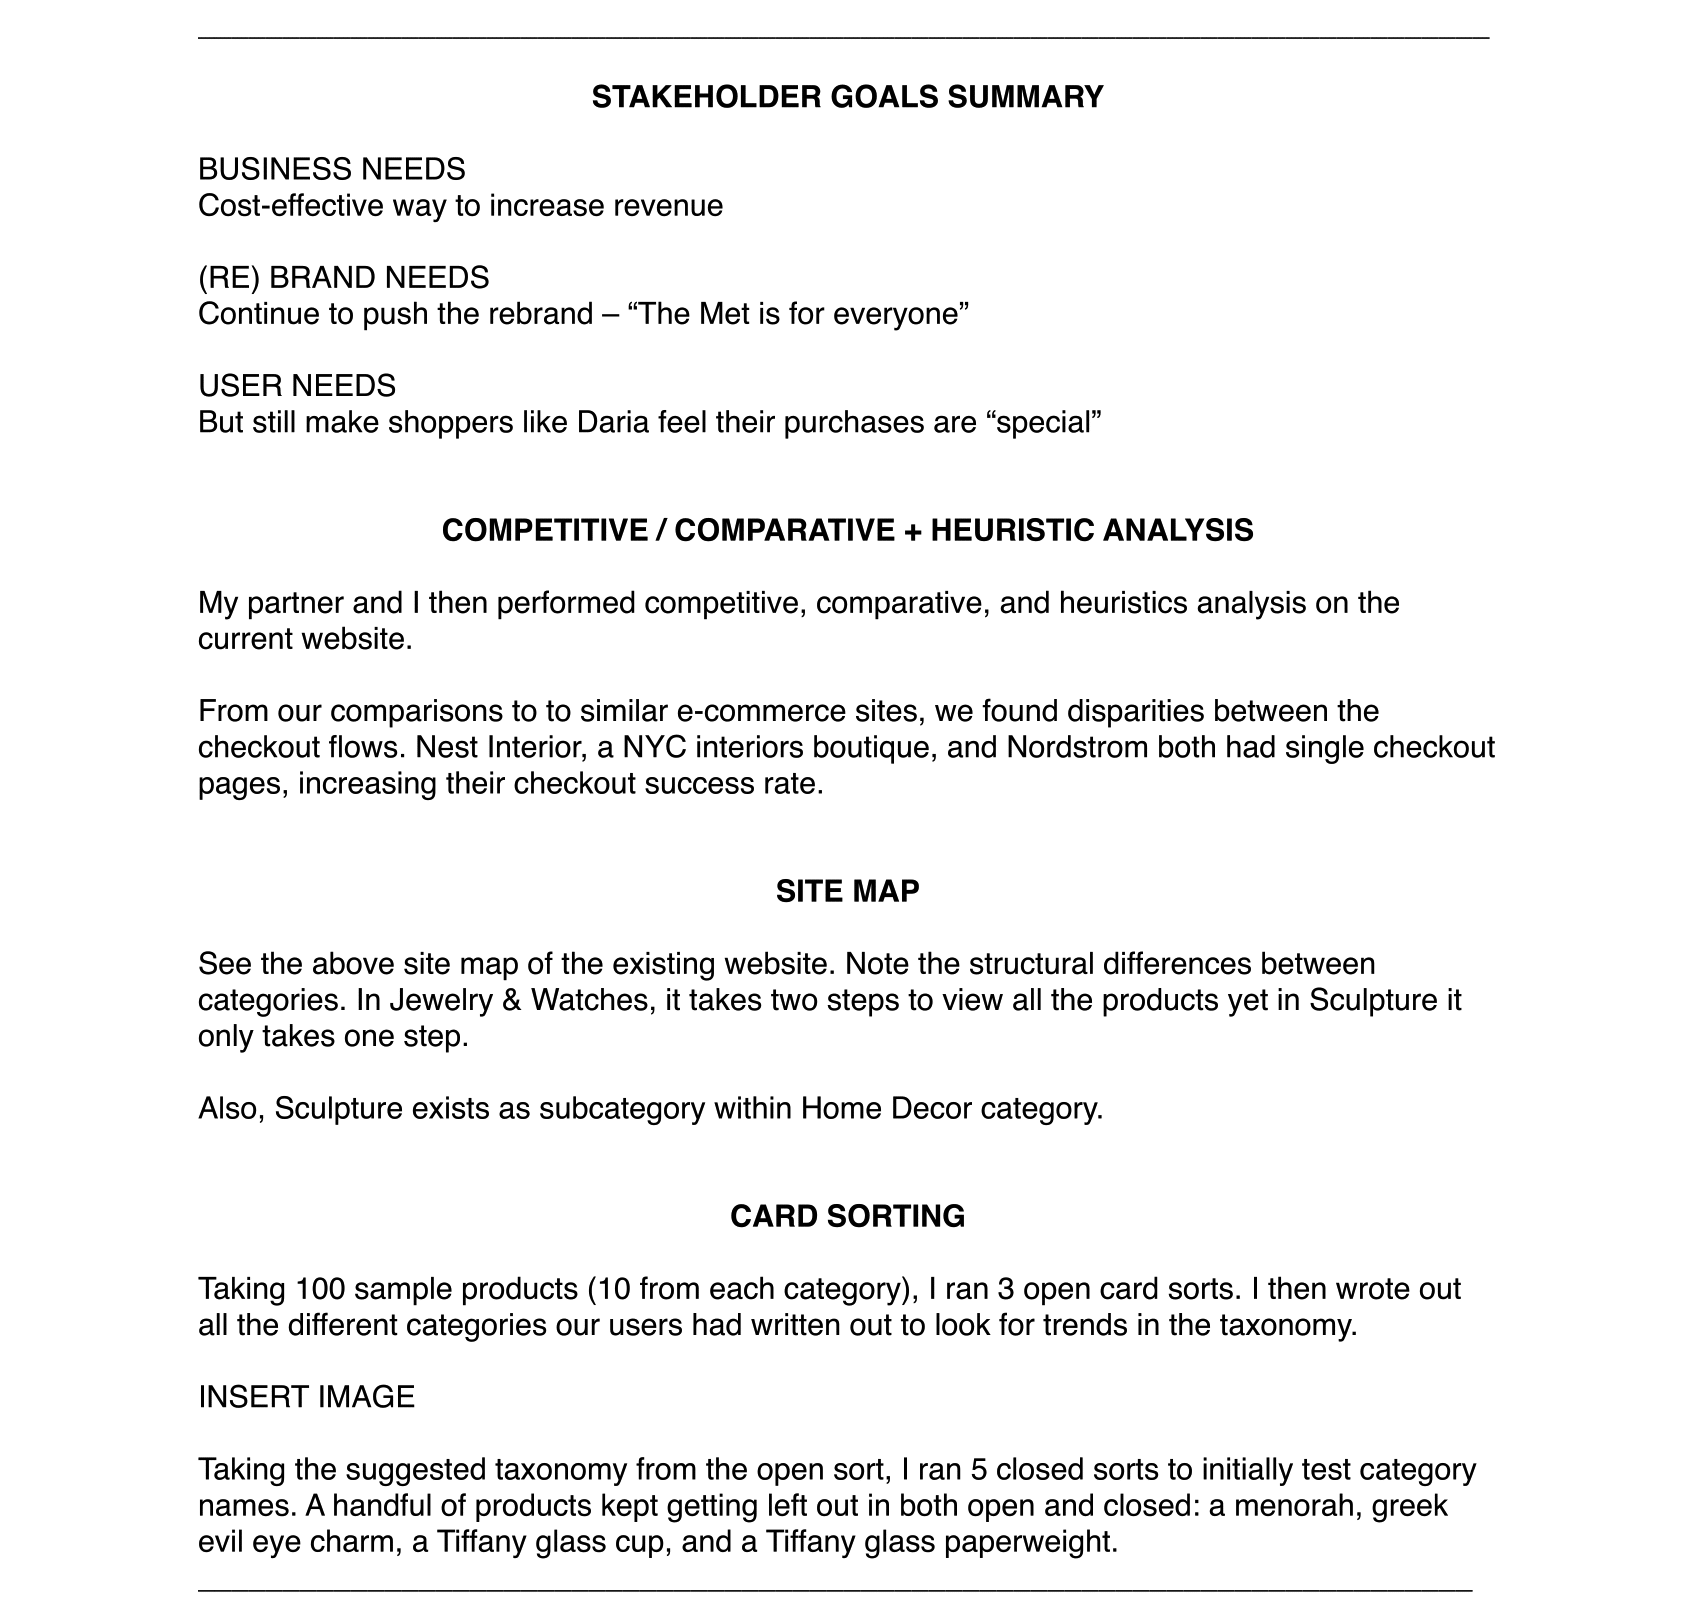 STAKEHOLDER GOALS SUMMARY
BUSINESS NEEDS
Cost-effective way to increase revenue
(RE) BRAND NEEDS
Continue to push the rebrand – “The Met is for everyone”
USER NEEDS
But still make shoppers like Daria feel their purchases are “special”
COMPETITIVE / COMPARATIVE + HEURISTIC ANALYSIS
My partner and I then performed competitive, comparative, and heuristics analysis on the
current website.
From our comparisons to to similar e-commerce sites, we found disparities between the
checkout flows. Nest Interior, a NYC interiors boutique, and Nordstrom both had single checkout
pages, increasing their checkout success rate.
SITE MAP
See the above site map of the existing website. Note the structural differences between
categories. In Jewelry & Watches, it takes two steps to view all the products yet in Sculpture it
only takes one step.
Also, Sculpture exists as subcategory within Home Decor category.
CARD SORTING
Taking 100 sample products (10 from each category), I ran 3 open card sorts. I then wrote out
all the different categories our users had written out to look for trends in the taxonomy.
INSERT IMAGE
Taking the suggested taxonomy from the open sort, I ran 5 closed sorts to initially test category
names. A handful of products kept getting left out in both open and closed: a menorah, greek
evil eye charm, a Tiffany glass cup, and a Tiffany glass paperweight.